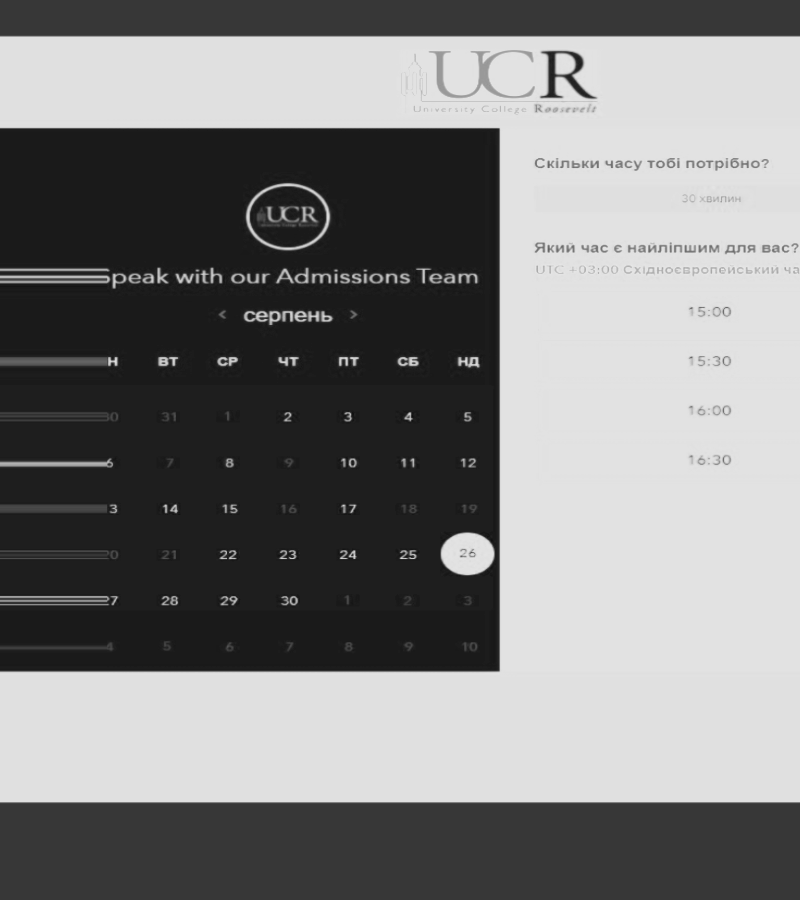 UCR
University College Roosevelt
UCR
Speak with our Admissions Team
< серпень >
Н ВТ СР ЧТ ПТ СБ НД
31 1 2 3 4 5
6 7 8 9 10 11 12
3 14 15 16 17 18 19
20 21 22 23 24 25 26
27 28 29 30 1 2 3
4 5 6 7 8 9 10
Скільки часу тобі потрібно?
30 хвилин
Який час є найліпшим для вас?
UTC +03:00 Східноєвропейський ча
15:00
15:30
16:00
16:30